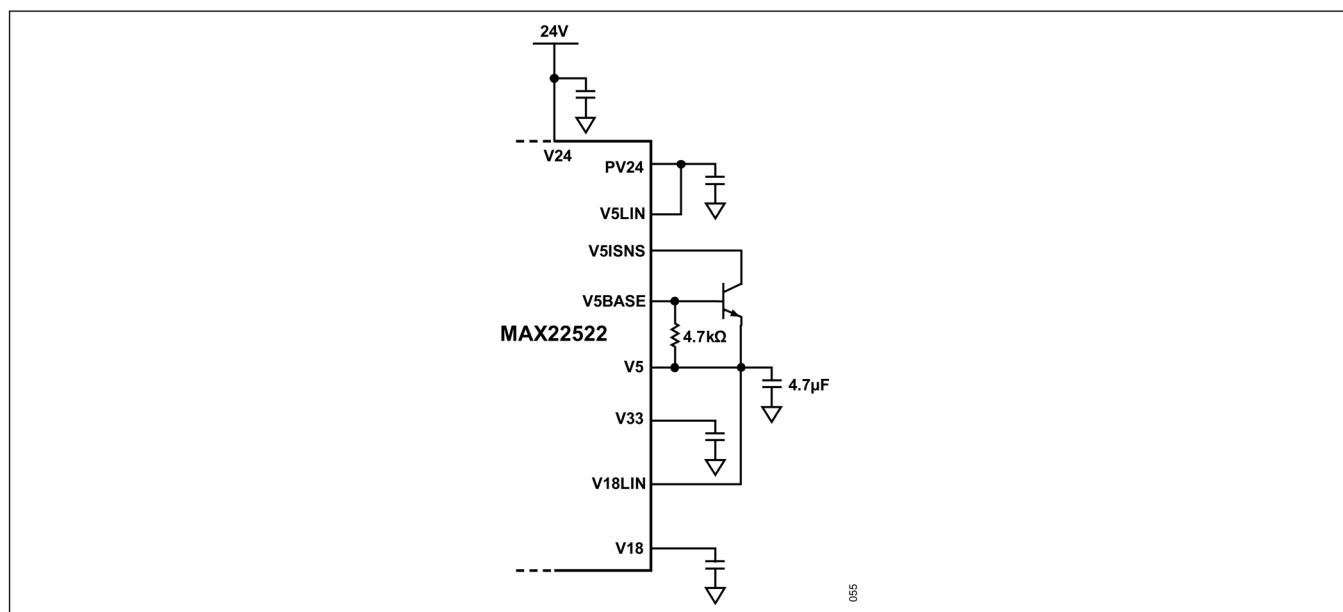 24V
V24
PV24
V5LIN
V5ISNS
V5BASE
MAX22522
4.7kΩ
V5
4.7µF
V33
V18LIN
V18
055